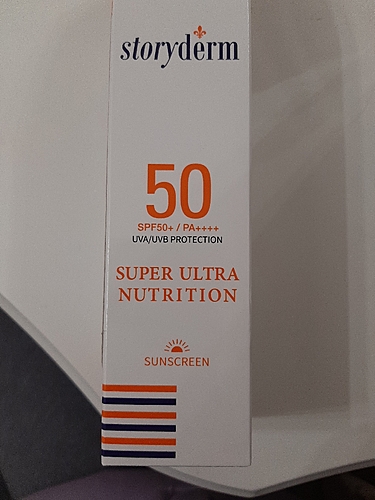 storyderm
50
SPF50+ / PA++++
UVA/UVB PROTECTION
SUPER ULTRA
NUTRITION
SUNSCREEN